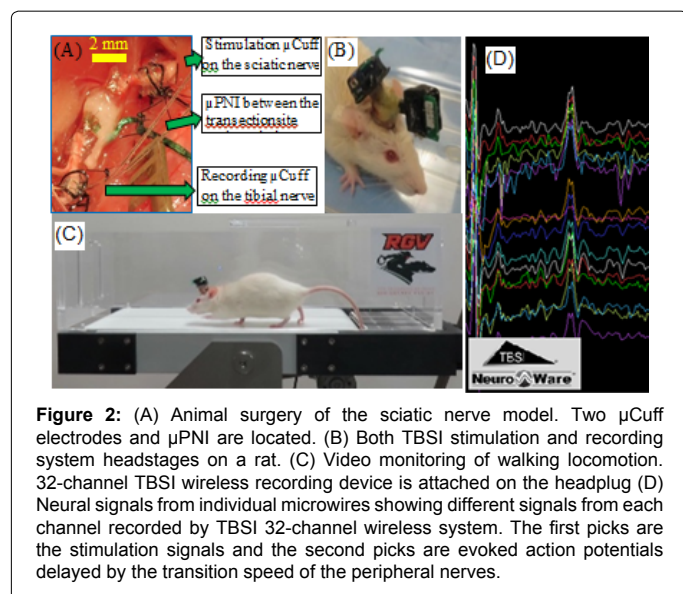 (A)
2 mm
Stimulation µCuff
on the sciatic nerve
µPNI between the
transectionsite
Recording µCuff
on the tibial nerve
(B)
(C)
RGV
(D)
TBSI
NeuroWare
Figure 2: (A) Animal surgery of the sciatic nerve model. Two µCuff
electrodes and µPNI are located. (B) Both TBSI stimulation and recording
system headstages on a rat. (C) Video monitoring of walking locomotion.
32-channel TBSI wireless recording device is attached on the headplug (D)
Neural signals from individual microwires showing different signals from each
channel recorded by TBSI 32-channel wireless system. The first picks are
the stimulation signals and the second picks are evoked action potentials
delayed by the transition speed of the peripheral nerves.